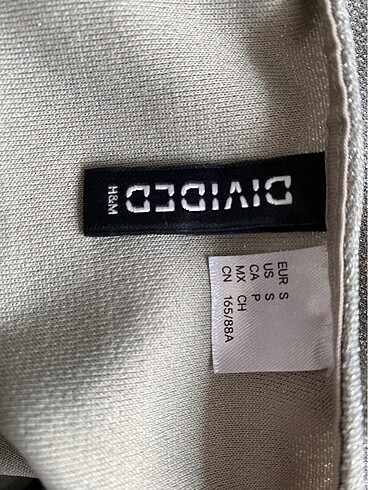 DIVIDED
H&M
EUR S
US S
CA P
MX CH
CN 165/88A